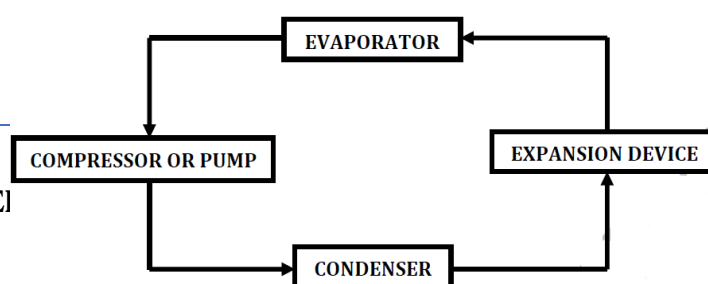 EVAPORATOR
COMPRESSOR OR PUMP
EXPANSION DEVICE
CONDENSER